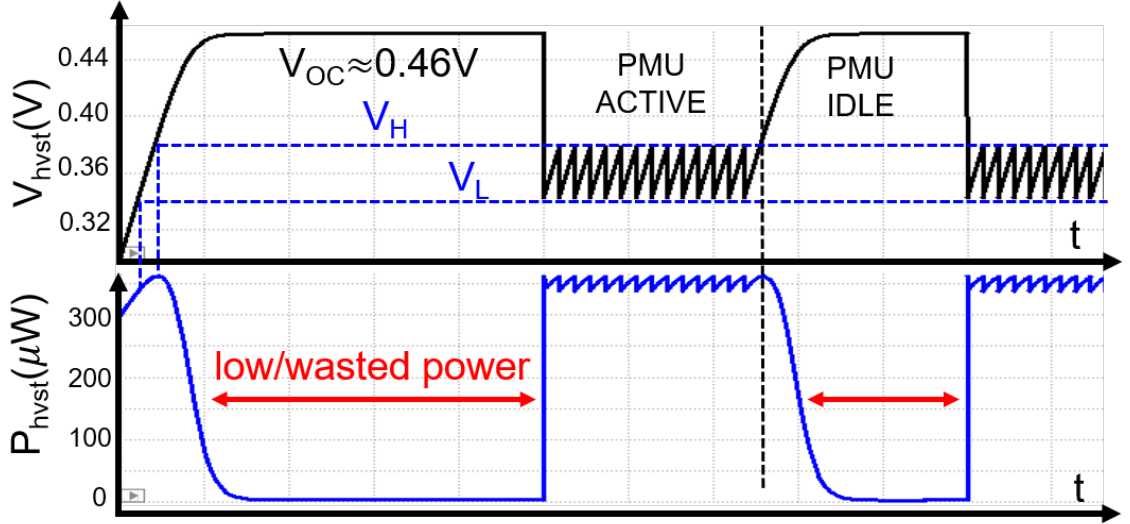 V_hvst(V)
0.44
0.40
0.36
0.32
V_OC≈0.46V
V_H
V_L
PMU
ACTIVE
PMU
IDLE
t
P_hvst(μW)
300
200
100
0
low/wasted power
t